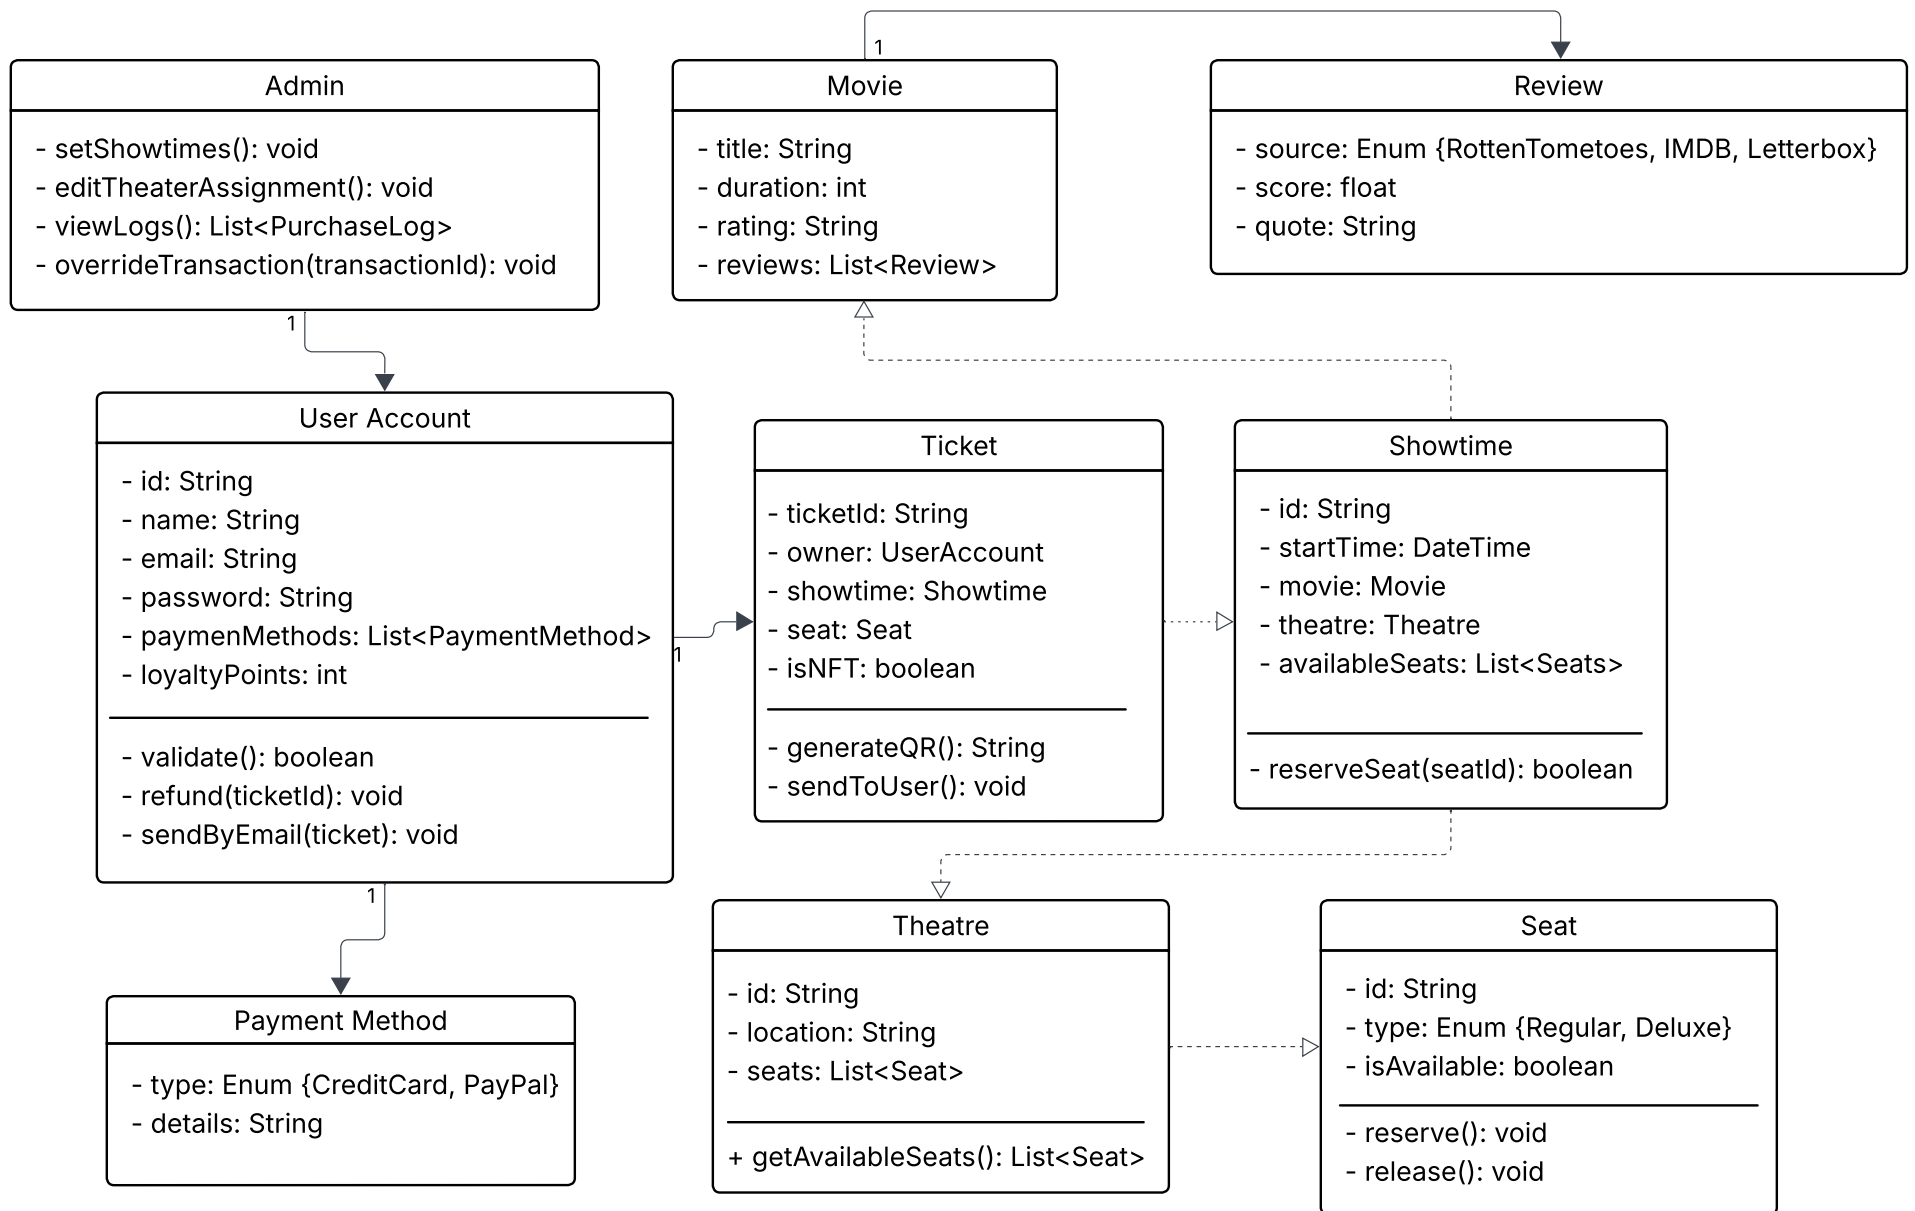 1
Admin
- setShowtimes(): void
- editTheaterAssignment(): void
- viewLogs(): List<PurchaseLog>
- overrideTransaction(transactionId): void
1
Movie
- title: String
- duration: int
- rating: String
- reviews: List<Review>
Review
- source: Enum {RottenTometoes, IMDB, Letterbox}
- score: float
- quote: String
User Account
- id: String
- name: String
- email: String
- password: String
- paymenMethods: List<PaymentMethod>
- loyaltyPoints: int
- validate(): boolean
- refund(ticketId): void
- sendByEmail(ticket): void
1
1
Ticket
- ticketId: String
- owner: UserAccount
- showtime: Showtime
- seat: Seat
- isNFT: boolean
- generateQR(): String
- sendToUser(): void
Showtime
- id: String
- startTime: DateTime
- movie: Movie
- theatre: Theatre
- availableSeats: List<Seats>
- reserveSeat(seatId): boolean
Payment Method
- type: Enum {CreditCard, PayPal}
- details: String
Theatre
- id: String
- location: String
- seats: List<Seat>
+ getAvailableSeats(): List<Seat>
Seat
- id: String
- type: Enum {Regular, Deluxe}
- isAvailable: boolean
- reserve(): void
- release(): void